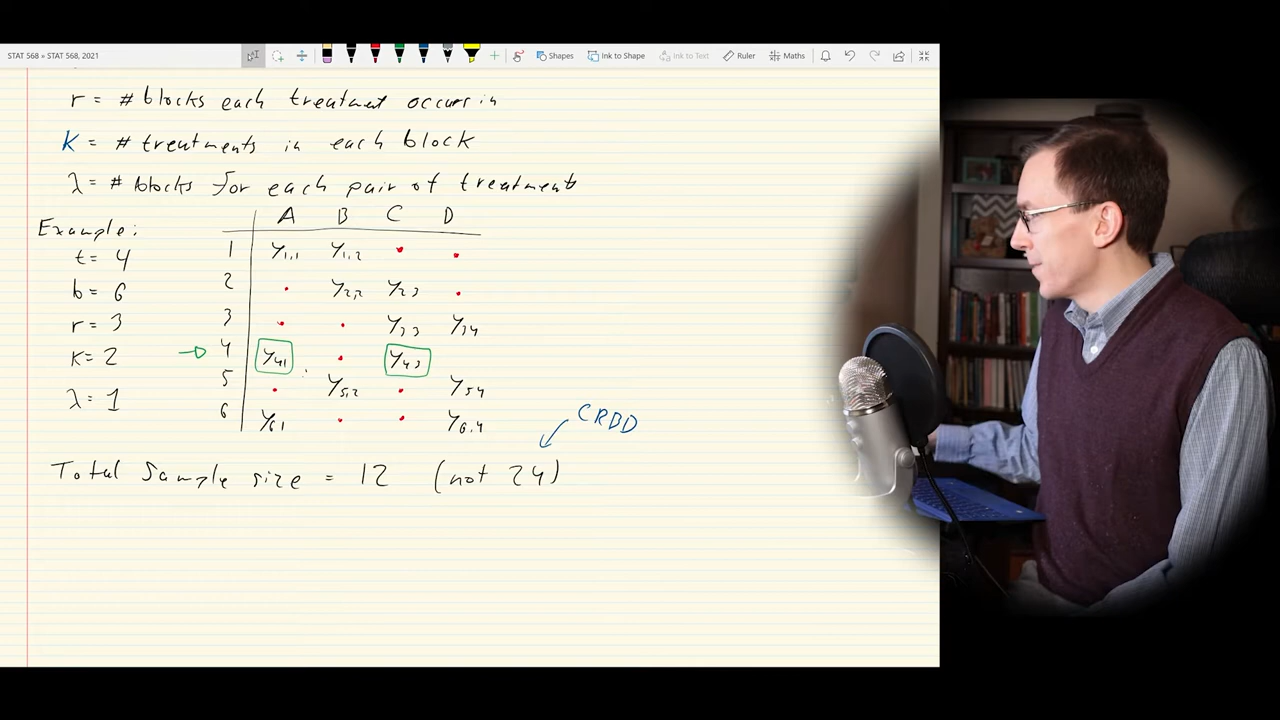 STAT 568 » STAT 568, 2021
Shapes Ink to Shape Ink to Text Ruler Maths
r = # blocks each treatment occurs in
K = # treatments in each block
λ = # blocks for each pair of treatments
Example: A B C D
t = 4 1 y1,1 y1,2 • •
b = 6 2 • y2,2 y2,3 •
r = 3 3 • • y3,3 y3,4
K = 2 → 4 y4,1 • y4,3
λ = 1 5 • y5,2 • y5,4
6 y6,1 • • y6,4
CRBD
Total Sample size = 12 (not 24)